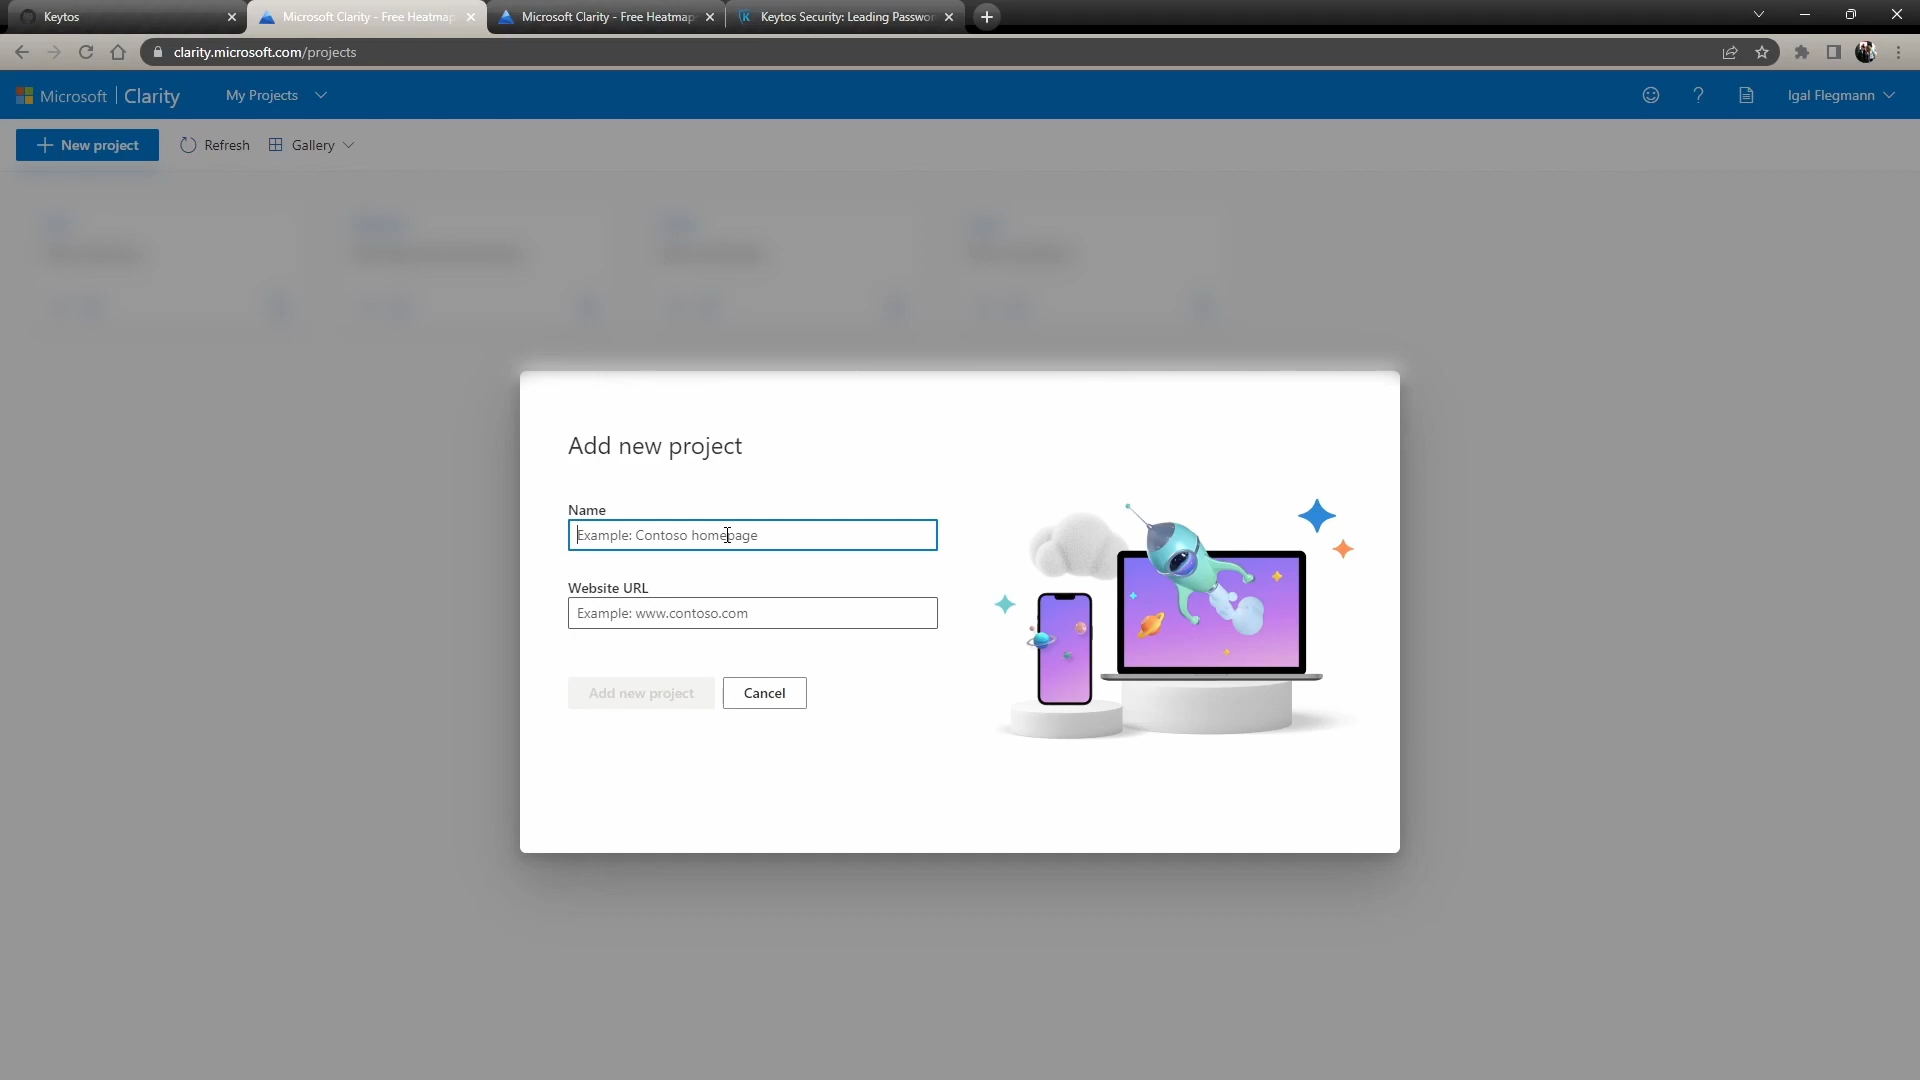 Keytos
Microsoft Clarity - Free Heatmap
Microsoft Clarity - Free Heatmap
Keytos Security: Leading Passwor
clarity.microsoft.com/projects
Microsoft | Clarity
My Projects
?
Igal Flegmann
New project
Refresh
Gallery
Add new project
Name
Example: Contoso homepage
Website URL
Example: www.contoso.com
Add new project
Cancel